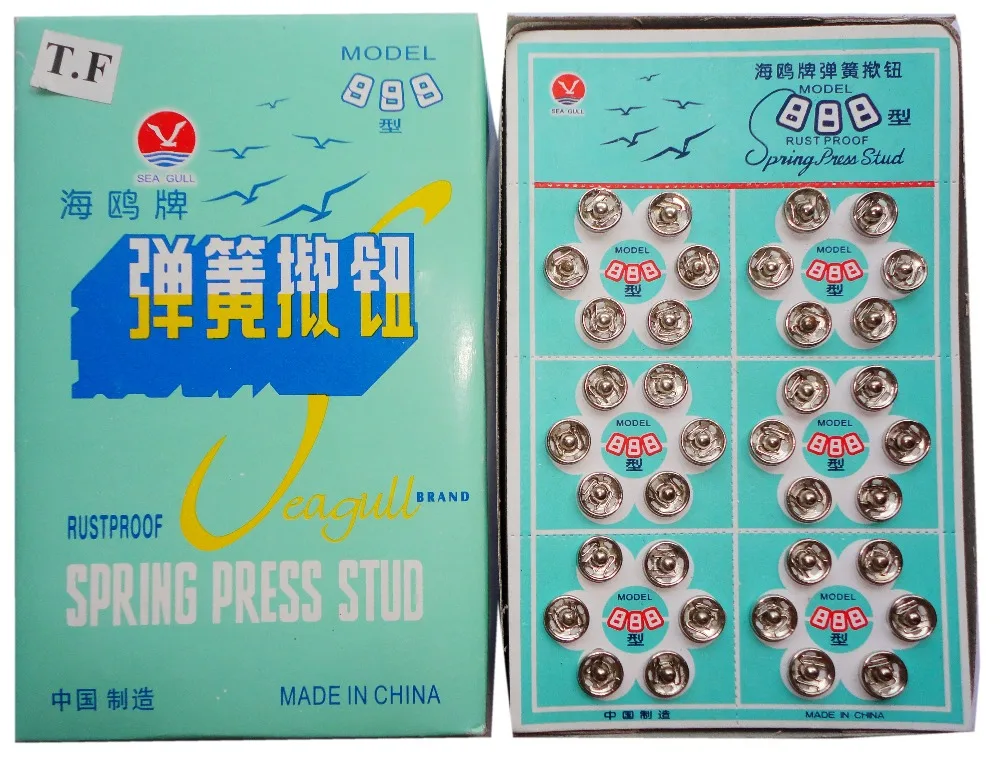 T.F
MODEL
888
型
SEA GULL
海鸥牌
弹簧揿钮
Seagull BRAND
RUSTPROOF
SPRING PRESS STUD
中国制造
MADE IN CHINA
SEA GULL
海鸥牌弹簧揿钮
MODEL
888型
RUST PROOF
Spring Press Stud
MODEL
888
型
MODEL
888
型
MODEL
888
型
MODEL
888
型
MODEL
888
型
MODEL
888
型
中国制造
MADE IN CHINA